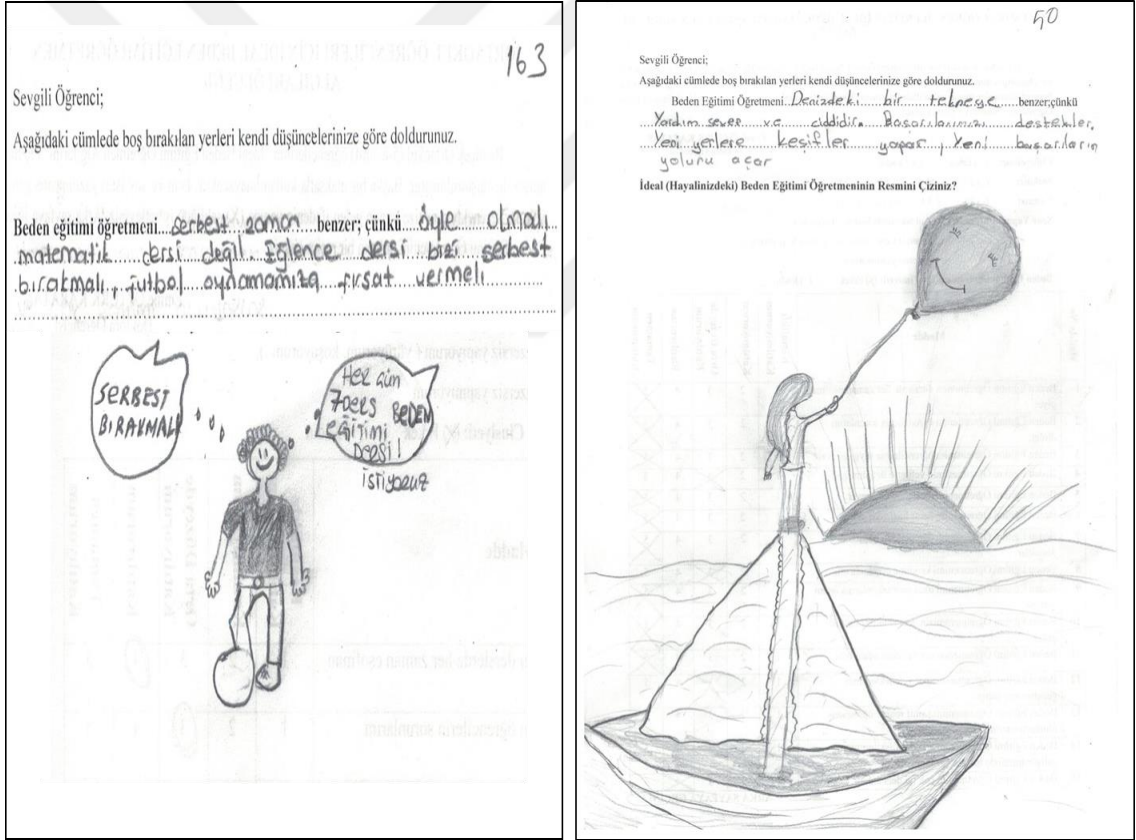 163
Sevgili Öğrenci;
Aşağıdaki cümlede boş bırakılan yerleri kendi düşüncelerinize göre doldurunuz.
Beden eğitimi öğretmeni...serbest zaman...benzer; çünkü öyle olmalı
matematik dersi değil Eğlence dersi bizi serbest
bırakmalı, futbol oynamamıza fırsat vermeli
SERBEST
BIRAKMALI
Her Gün
7 DERS BEDEN
EĞİTİMİ
DERSİ!
istiyoruz
50
Sevgili Öğrenci;
Aşağıdaki cümlede boş bırakılan yerleri kendi düşüncelerinize göre doldurunuz.
Beden Eğitimi Öğretmeni Denizdeki bir tekneye benzer;çünkü
Yardım sever ve ciddidir. Başarılarımızı destekler.
Yeni yerlere keşifler yapar, Yeni başarıların
yolunu açar
İdeal (Hayalinizdeki) Beden Eğitimi Öğretmeninin Resmini Çiziniz?